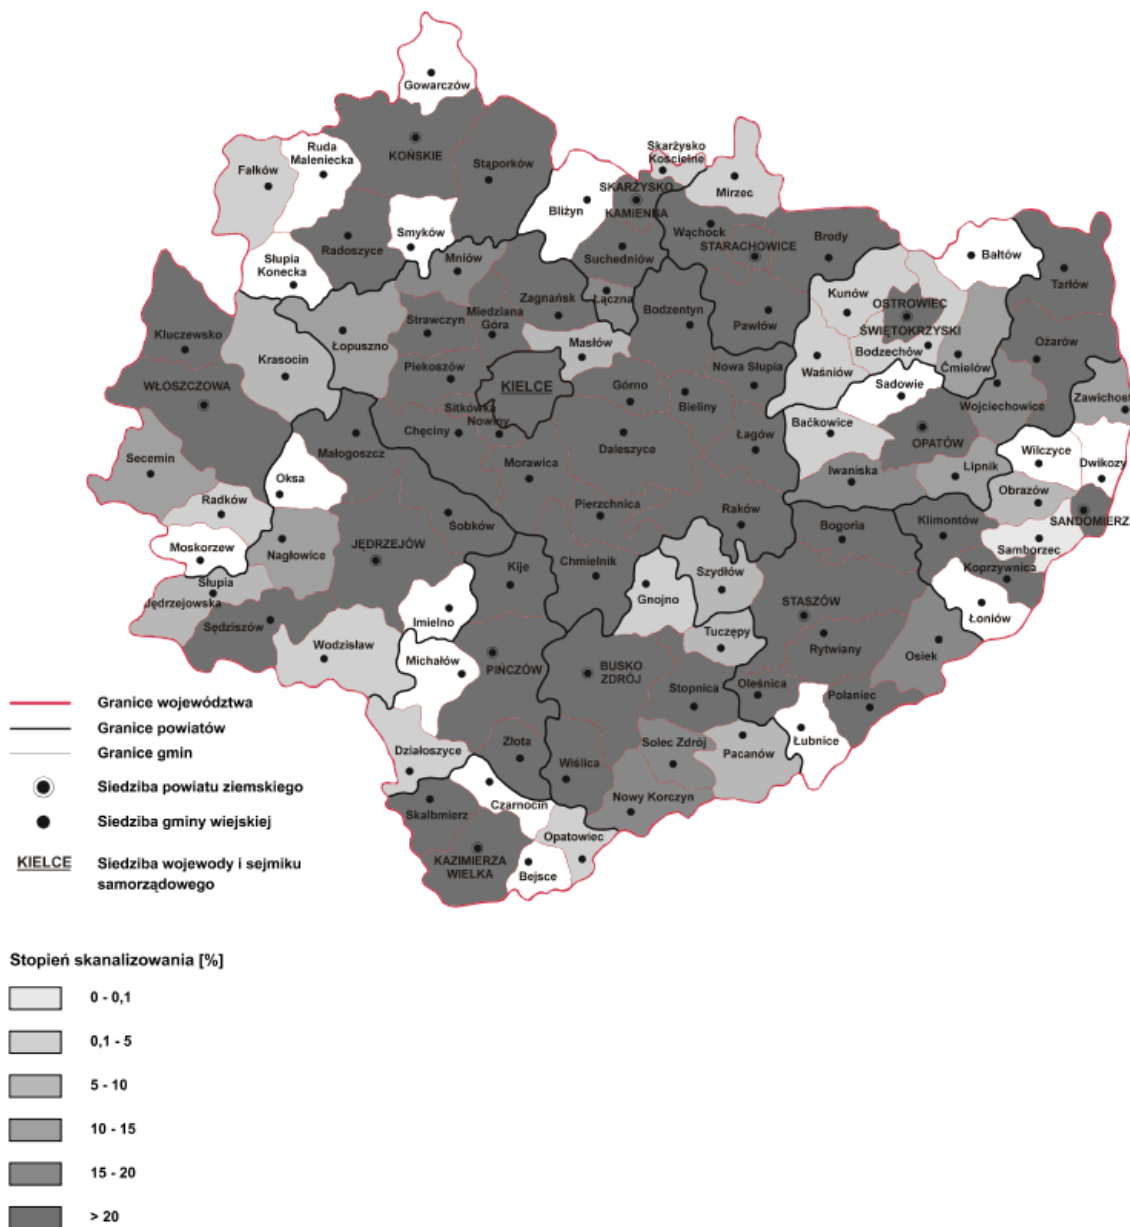 Gowarczów
Ruda
Maleniecka
KOŃSKIE
Fałków
Stąporków
Skarżysko
Kościelne
Mirzec
SKARŻYSKO
KAMIENNA
Bliżyn
Smyków
Radoszyce
Wąchock
STARACHOWICE
Brody
Słupia
Konecka
Mniów
Suchedniów
Bałtów
Tarłów
Zagnańsk
Łączna
Bodzentyn
Kunów
OSTROWIEC
ŚWIĘTOKRZYSKI
Kluczewsko
Krasocin
Łopuszno
Strawczyn
Miedziana
Góra
Masłów
Pawłów
Bodzechów
Ćmielów
Ożarów
WŁOSZCZOWA
Piekoszów
KIELCE
Górno
Nowa Słupia
Waśniów
Sadowie
Wojciechowice
Zawichost
Sitkówka
Nowiny
Chęciny
Bieliny
Daleszyce
Łagów
Baćkowice
OPATÓW
Małogoszcz
Secemin
Oksa
Morawica
Iwaniska
Lipnik
Wilczyce
Dwikozy
Radków
Obrazów
Sobków
Pierzchnica
Raków
Bogoria
Klimontów
SANDOMIERZ
Moskorzew
Nagłowice
JĘDRZEJÓW
Samborzec
Słupia
Jędrzejowska
Kije
Chmielnik
Gnojno
Szydłów
Koprzywnica
Sędziszów
Imielno
STASZÓW
Łoniów
Wodzisław
Michałów
PIŃCZÓW
BUSKO
ZDRÓJ
Tuczępy
Rytwiany
Osiek
Stopnica
Oleśnica
Połaniec
Działoszyce
Złota
Wiślica
Solec Zdrój
Pacanów
Łubnice
Skalbmierz
Czarnocin
Nowy Korczyn
Opatowiec
KAZIMIERZA
WIELKA
Bejsce
Granice województwa
Granice powiatów
Granice gmin
Siedziba powiatu ziemskiego
Siedziba gminy wiejskiej
KIELCE
Siedziba wojewody i sejmiku
samorządowego
Stopień skanalizowania [%]
0 - 0,1
0,1 - 5
5 - 10
10 - 15
15 - 20
> 20